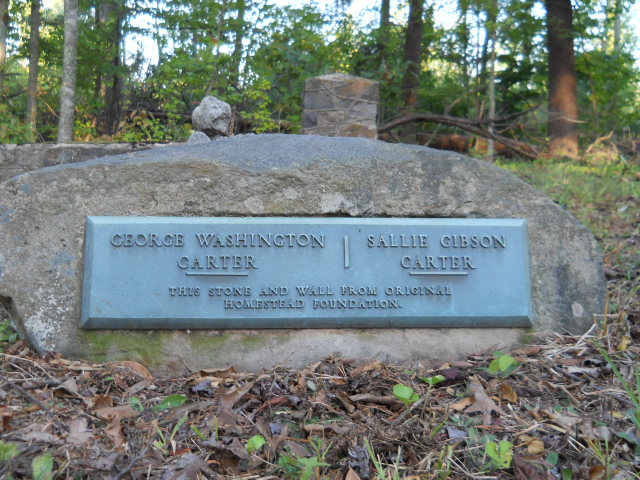 GEORGE WASHINGTON CARTER
SALLIE GIBSON CARTER
THIS STONE AND WALL FROM ORIGINAL
HOMESTEAD FOUNDATION.